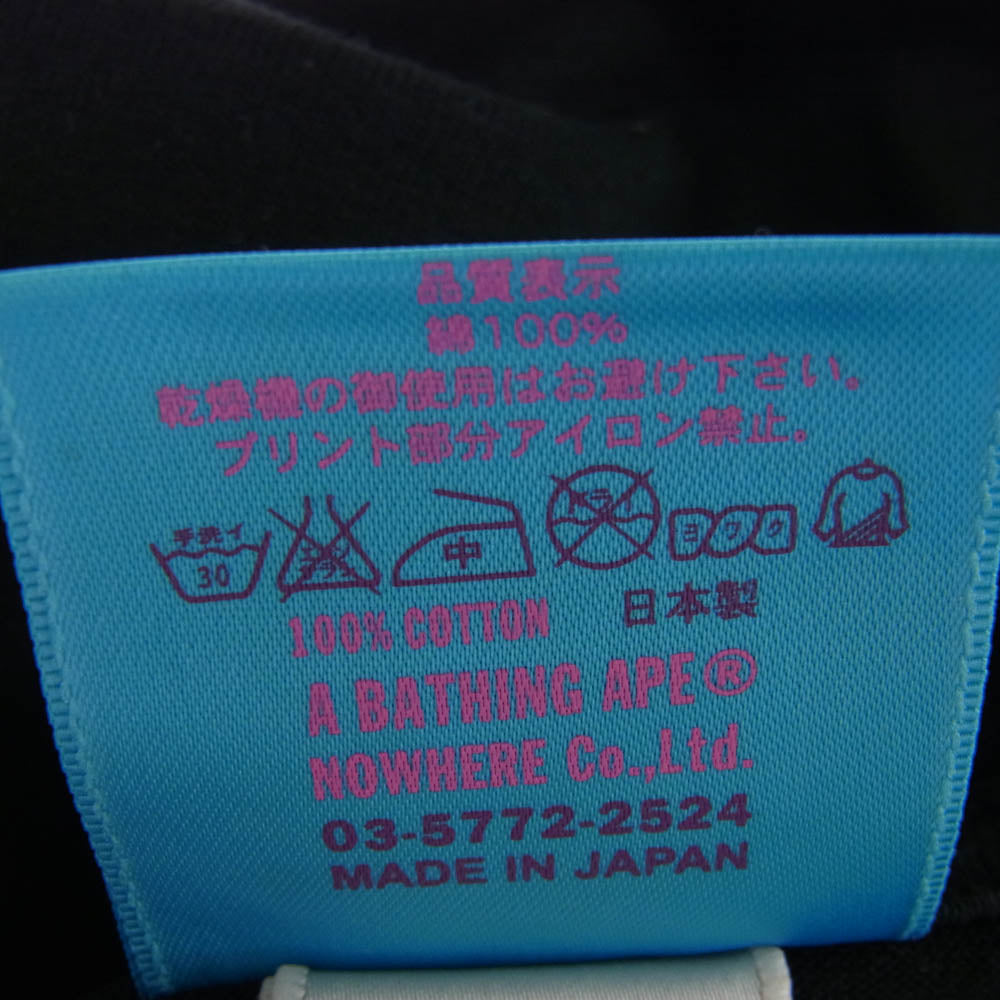 品質表示
綿100%
乾燥機の御使用はお避け下さい。
プリント部分アイロン禁止。
手洗イ 30 中 ドライ ヨワク
100% COTTON 日本製
A BATHING APE®
NOWHERE Co.,Ltd.
03-5772-2524
MADE IN JAPAN